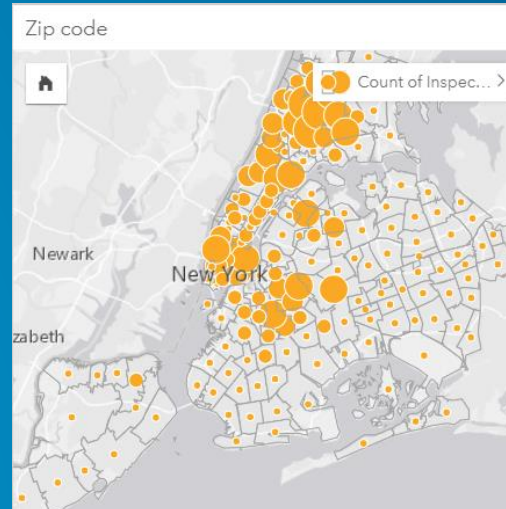 Zip code
Count of Inspec...
Newark
New York
zabeth